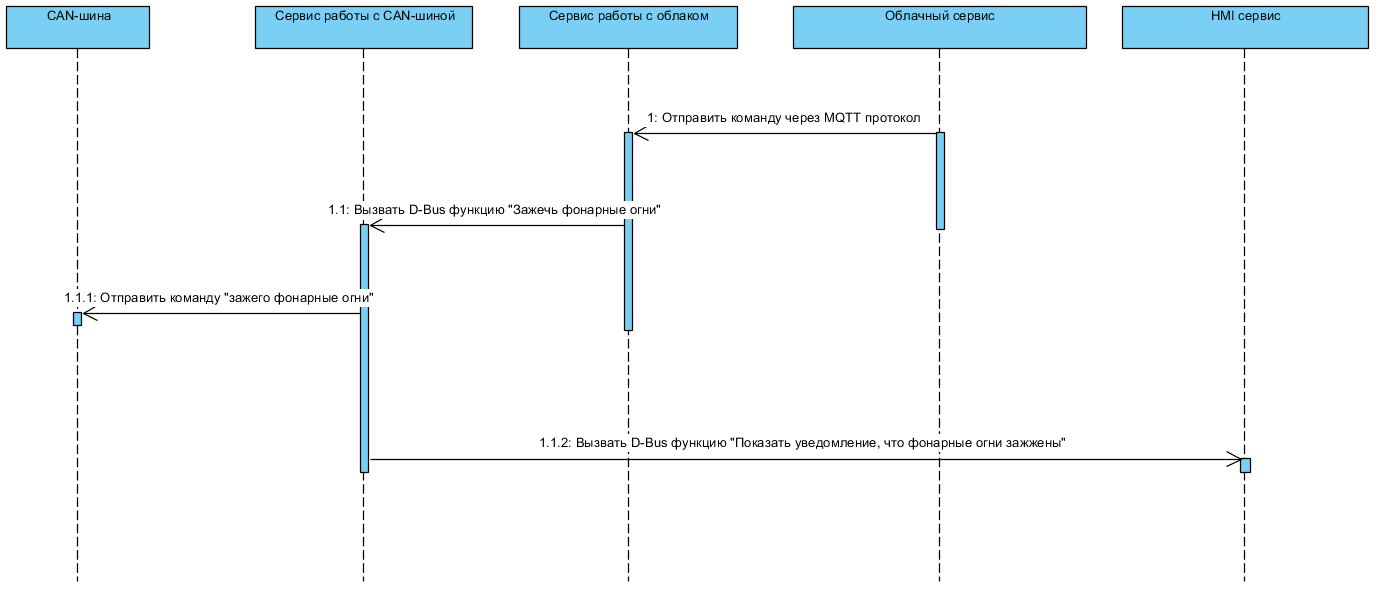 CAN-шина
Сервис работы с CAN-шиной
Сервис работы с облаком
Облачный сервис
HMI сервис
1: Отправить команду через MQTT протокол
1.1: Вызвать D-Bus функцию "Зажечь фонарные огни"
1.1.1: Отправить команду "зажего фонарные огни"
1.1.2: Вызвать D-Bus функцию "Показать уведомление, что фонарные огни зажжены"